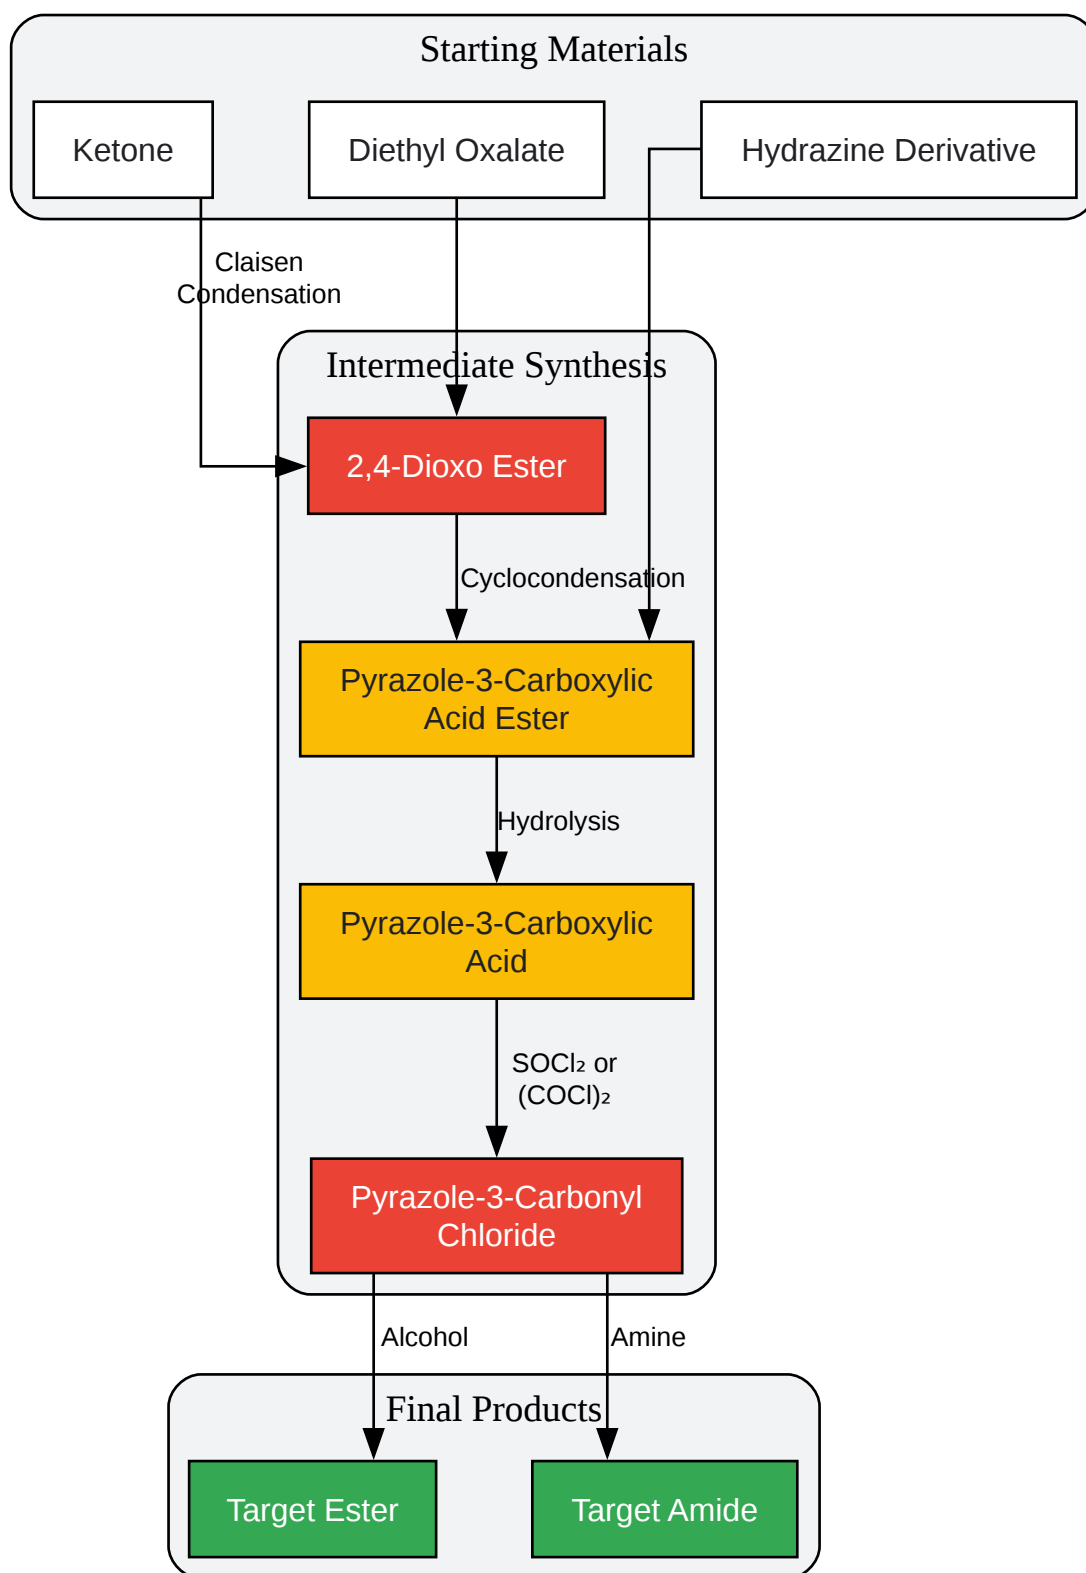 Starting Materials
Ketone
Diethyl Oxalate
Hydrazine Derivative
Claisen
Condensation
Intermediate Synthesis
2,4-Dioxo Ester
Cyclocondensation
Pyrazole-3-Carboxylic
Acid Ester
Hydrolysis
Pyrazole-3-Carboxylic
Acid
SOCl₂ or
(COCl)₂
Pyrazole-3-Carbonyl
Chloride
Alcohol
Amine
Final Products
Target Ester
Target Amide